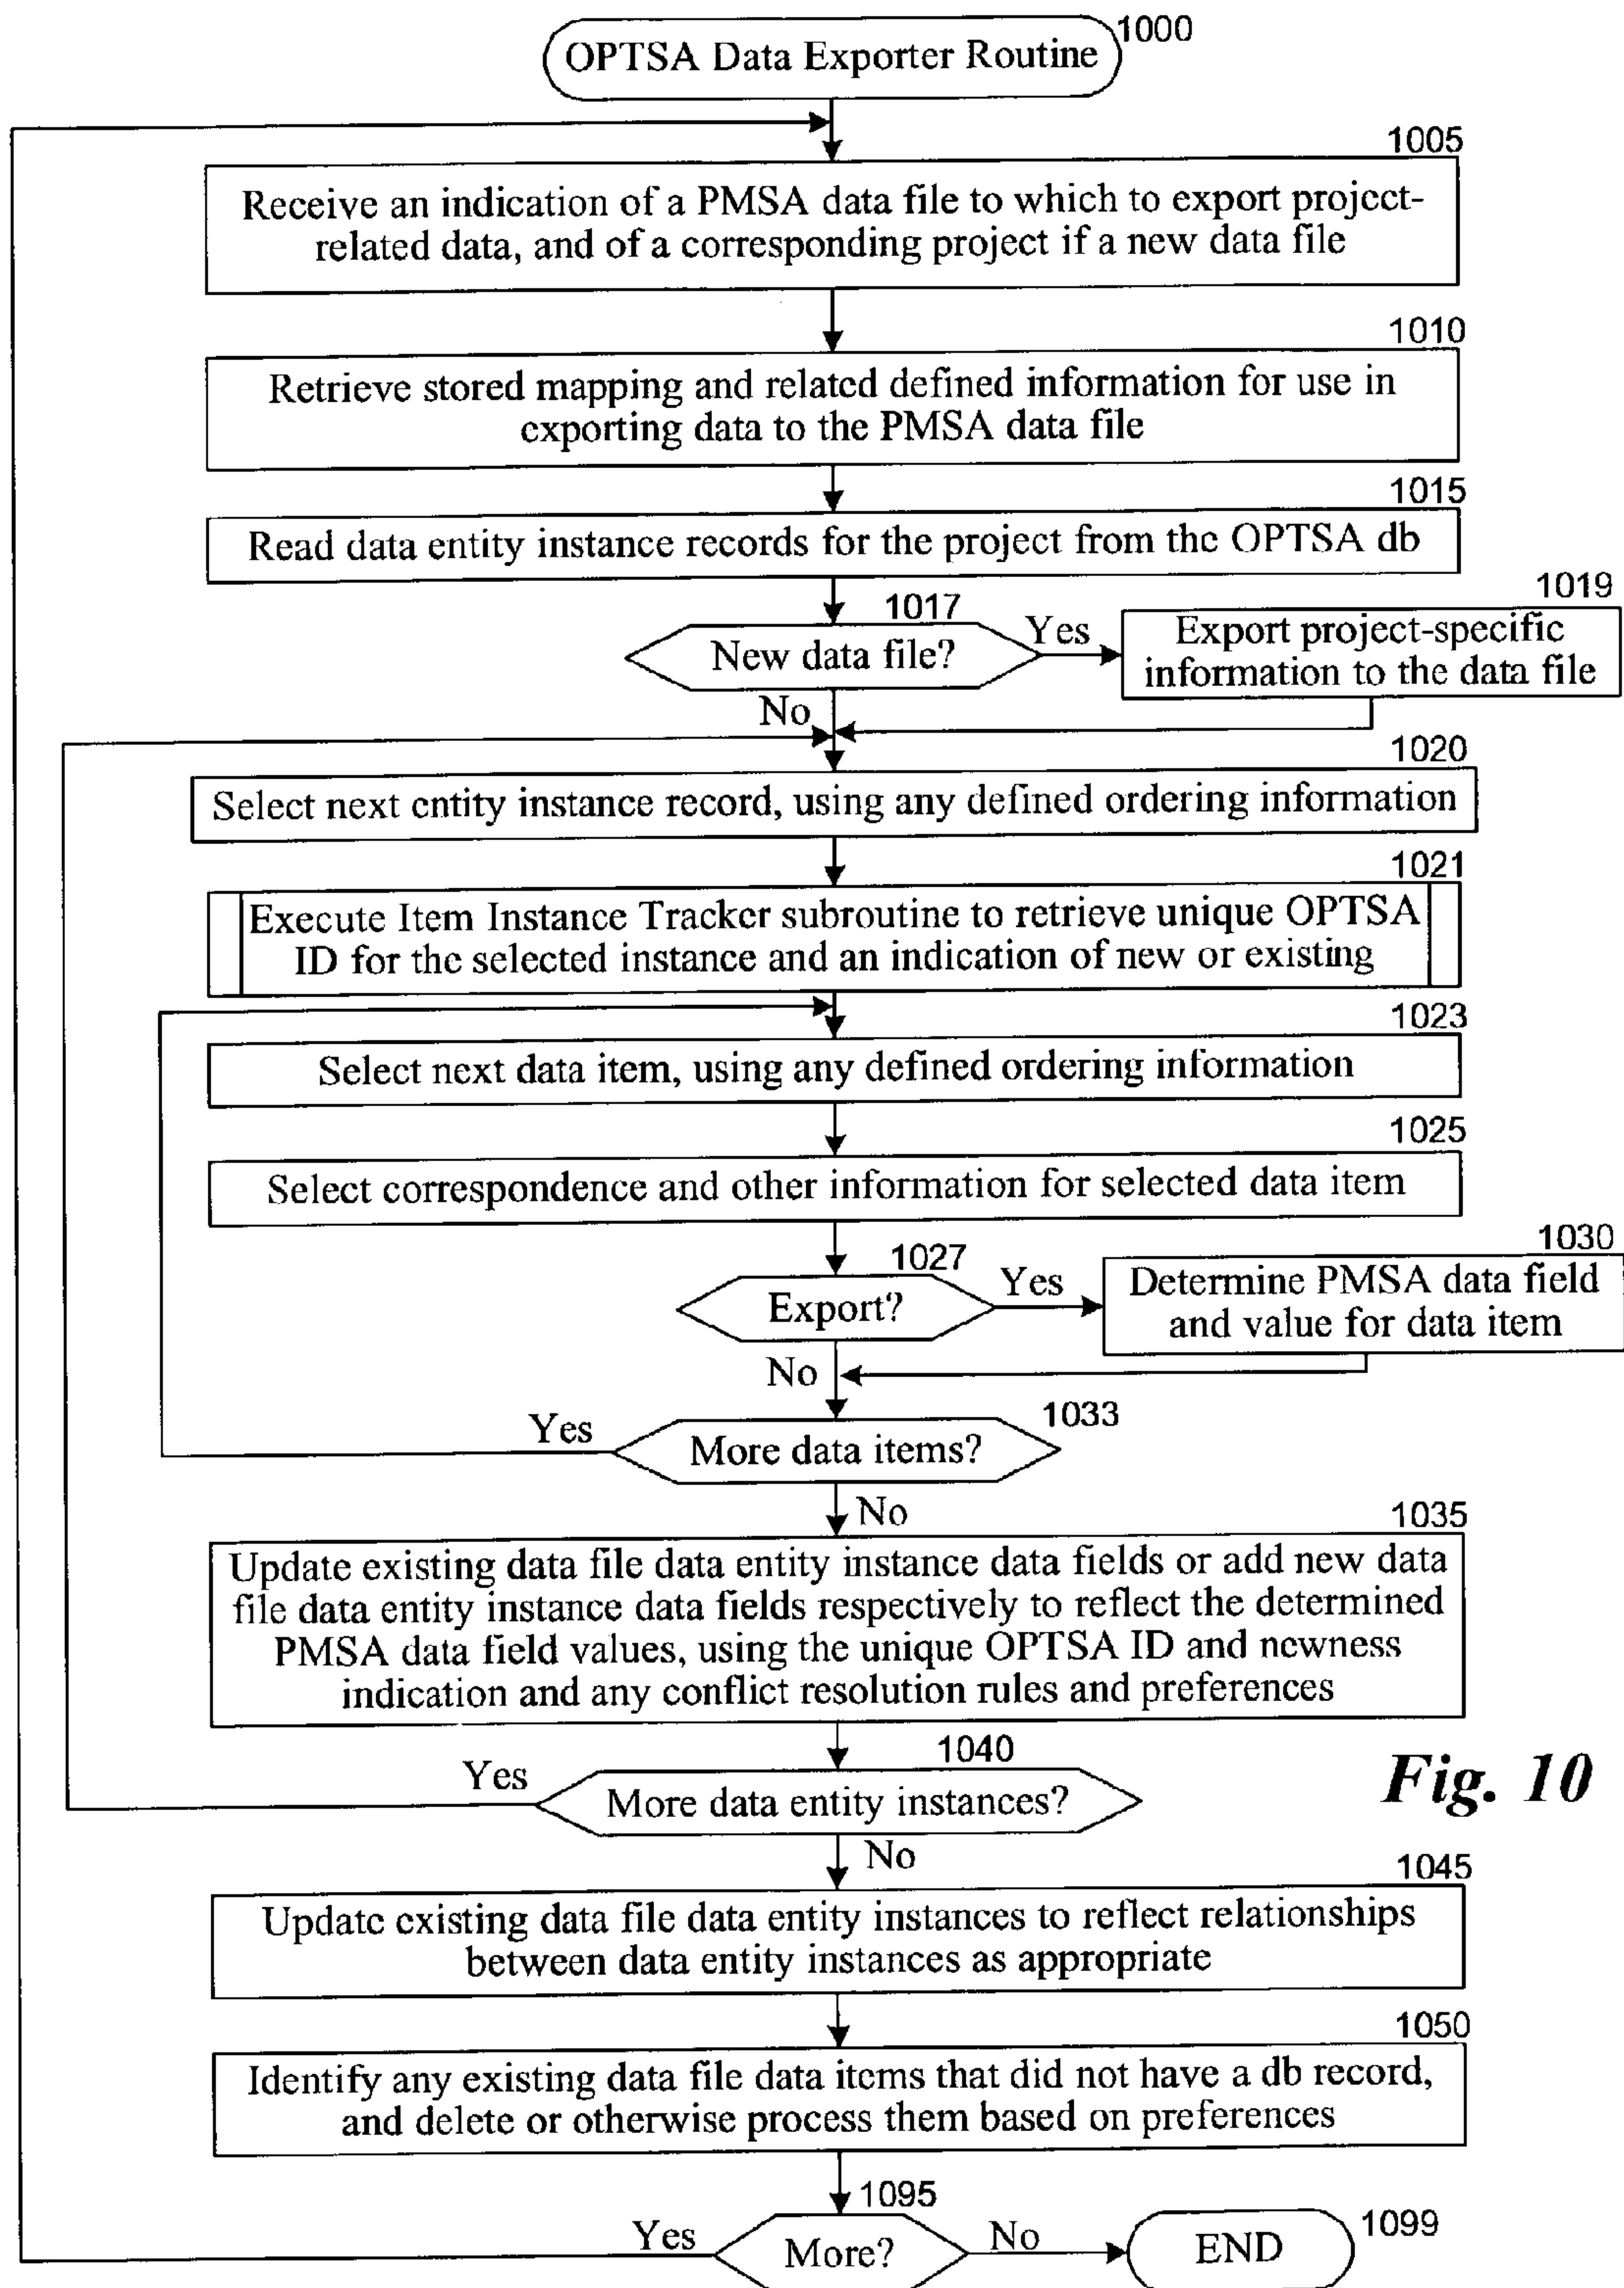 OPTSA Data Exporter Routine
1000
1005
Receive an indication of a PMSA data file to which to export project-
related data, and of a corresponding project if a new data file
1010
Retrieve stored mapping and related defined information for use in
exporting data to the PMSA data file
1015
Read data entity instance records for the project from the OPTSA db
1017
New data file?
Yes
1019
Export project-specific
information to the data file
No
1020
Select next entity instance record, using any defined ordering information
1021
Execute Item Instance Tracker subroutine to retrieve unique OPTSA
ID for the selected instance and an indication of new or existing
1023
Select next data item, using any defined ordering information
1025
Select correspondence and other information for selected data item
1027
Export?
Yes
1030
Determine PMSA data field
and value for data item
No
1033
Yes
More data items?
No
1035
Update existing data file data entity instance data fields or add new data
file data entity instance data fields respectively to reflect the determined
PMSA data field values, using the unique OPTSA ID and newness
indication and any conflict resolution rules and preferences
1040
Yes
More data entity instances?
Fig. 10
No
1045
Update existing data file data entity instances to reflect relationships
between data entity instances as appropriate
1050
Identify any existing data file data items that did not have a db record,
and delete or otherwise process them based on preferences
1095
Yes
More?
No
END
1099